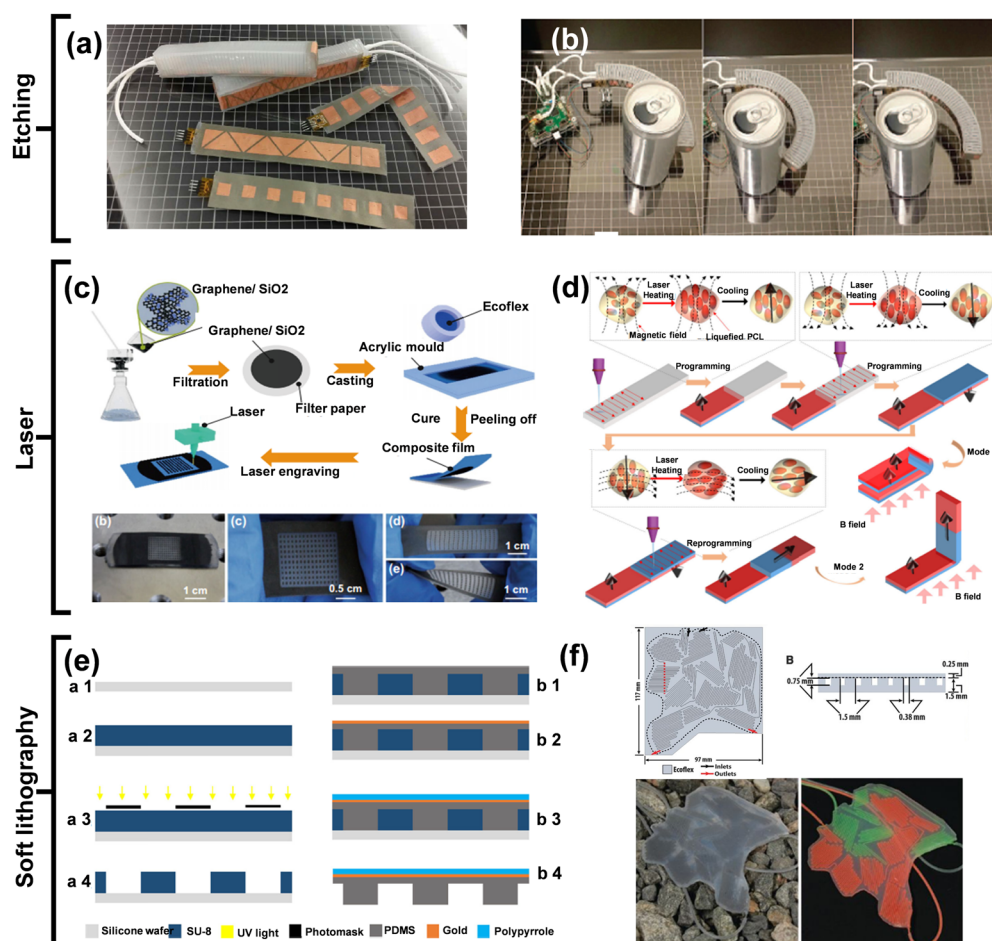 Etching
(a)
(b)
Laser
(c)
Graphene/ SiO2
Graphene/ SiO2
Filtration
Filter paper
Casting
Ecoflex
Acrylic mould
Cure
Peeling off
Composite film
Laser
Laser engraving
(b)
1 cm
(c)
0.5 cm
(d)
1 cm
(e)
1 cm
(d)
Laser
Heating
Cooling
Magnetic field
Liquefied PCL
Laser
Heating
Cooling
Programming
Programming
Laser
Heating
Cooling
Mode
B field
Reprogramming
Mode 2
B field
Soft lithography
(e)
a 1
a 2
a 3
a 4
b 1
b 2
b 3
b 4
Silicone wafer
SU-8
UV light
Photomask
PDMS
Gold
Polypyrrole
(f)
117 mm
97 mm
Ecoflex
Inlets
Outlets
B
0.25 mm
0.75 mm
1.5 mm
1.5 mm
0.38 mm